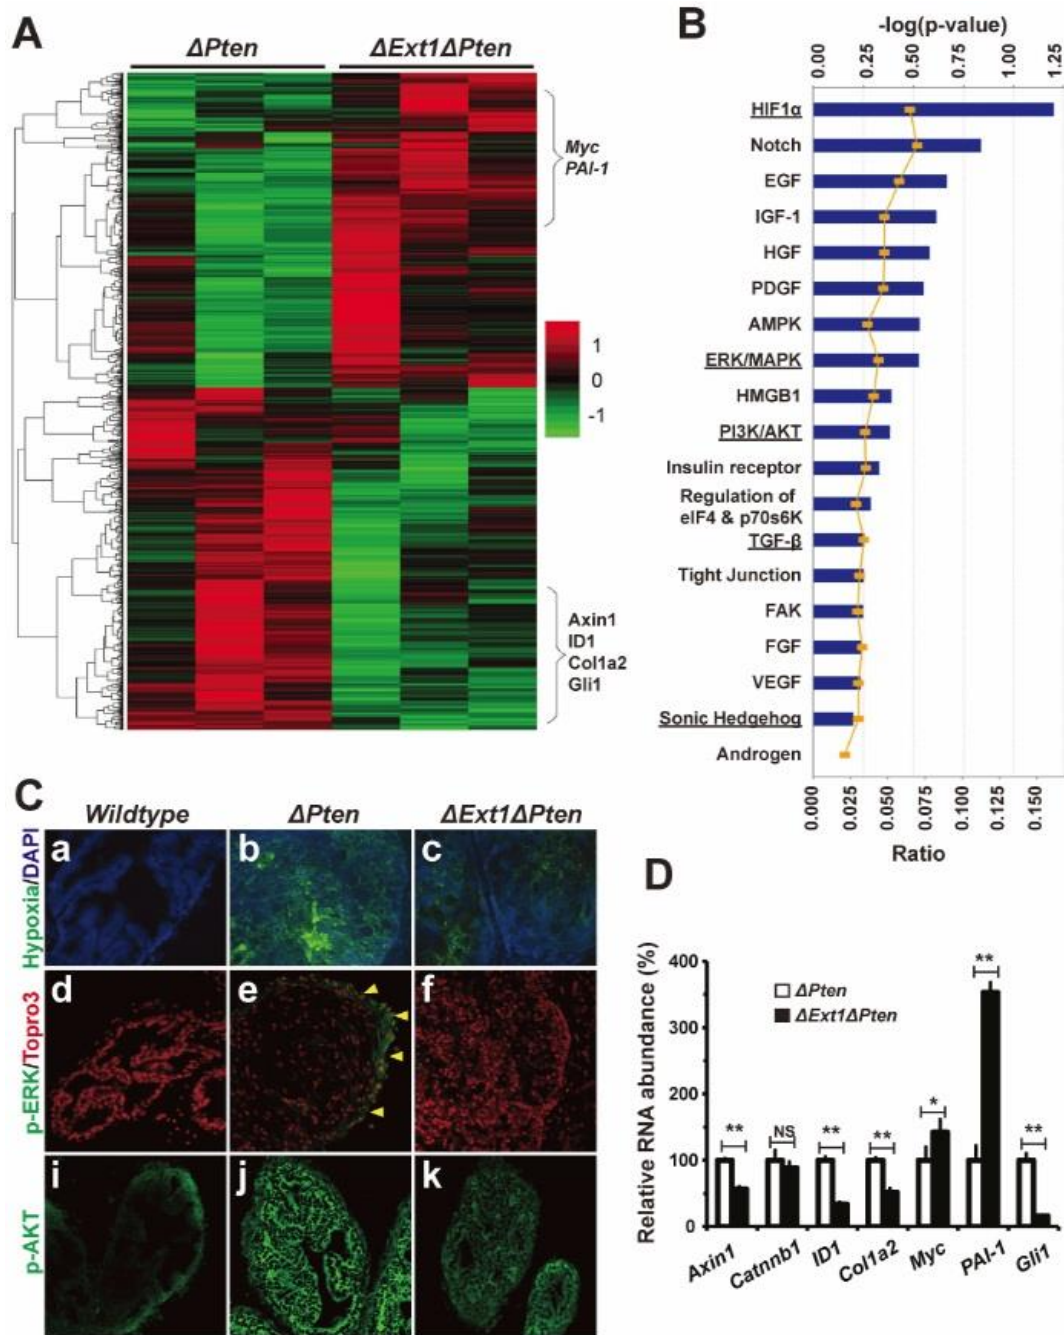 A
ΔPten
ΔExt1ΔPten
Myc
PAI-1
1
0
-1
Axin1
ID1
Col1a2
Gli1
B
-log(p-value)
0.00 0.25 0.50 0.75 1.00 1.25
HIF1α
Notch
EGF
IGF-1
HGF
PDGF
AMPK
ERK/MAPK
HMGB1
PI3K/AKT
Insulin receptor
Regulation of
eIF4 & p70s6K
TGF-β
Tight Junction
FAK
FGF
VEGF
Sonic Hedgehog
Androgen
0.000 0.025 0.050 0.075 0.100 0.125 0.150
Ratio
C
Wildtype
ΔPten
ΔExt1ΔPten
Hypoxia/DAPI
a
b
c
p-ERK/Topro3
d
e
f
p-AKT
i
j
k
D
Relative RNA abundance (%)
400
300
200
100
0
ΔPten
ΔExt1ΔPten
**
NS
**
**
*
**
**
Axin1
Catnnb1
ID1
Col1a2
Myc
PAI-1
Gli1